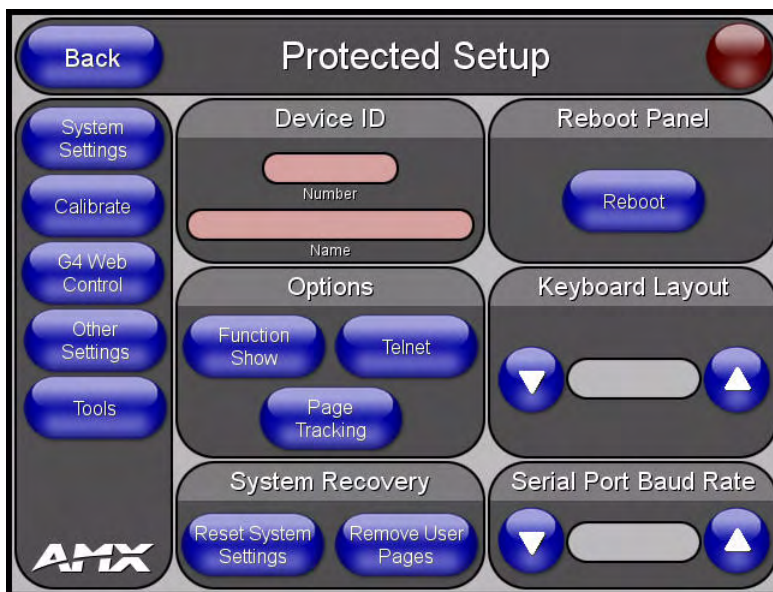 Back
Protected Setup
System
Settings
Calibrate
G4 Web
Control
Other
Settings
Tools
AMX
Device ID
Number
Name
Reboot Panel
Reboot
Options
Function
Show
Telnet
Page
Tracking
Keyboard Layout
System Recovery
Reset System
Settings
Remove User
Pages
Serial Port Baud Rate